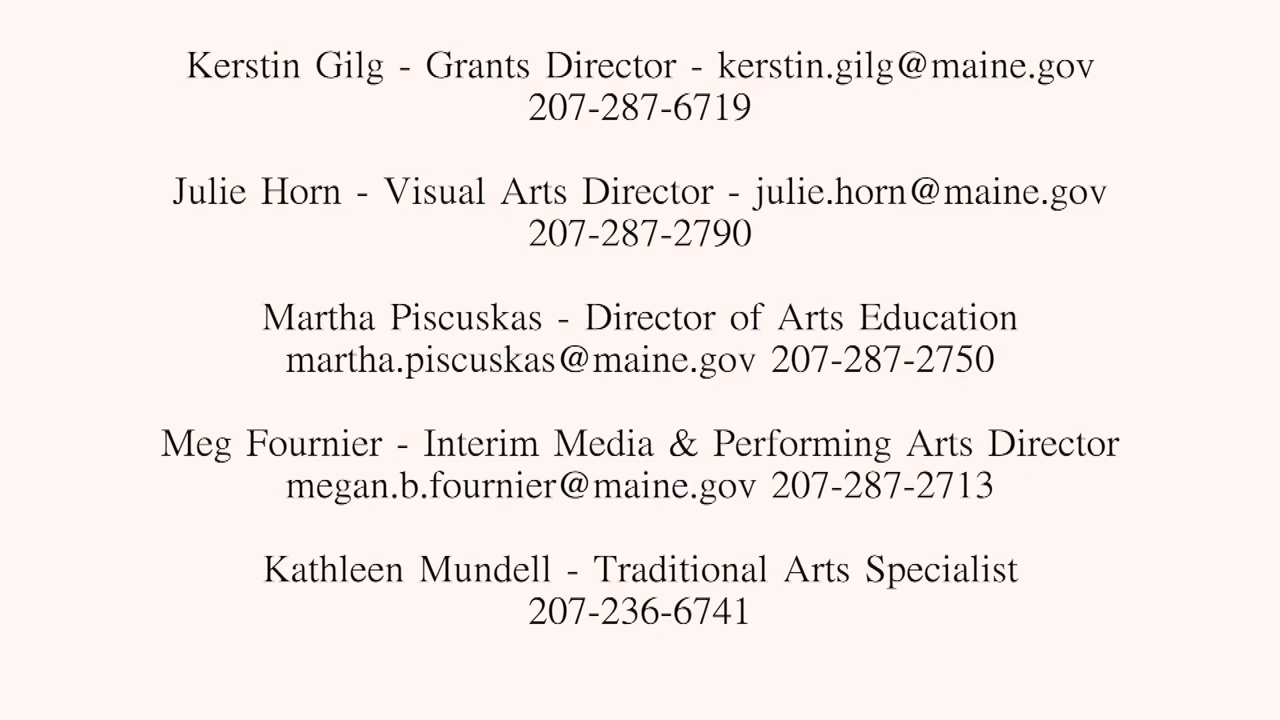 Kerstin Gilg - Grants Director - kerstin.gilg@maine.gov
207-287-6719
Julie Horn - Visual Arts Director - julie.horn@maine.gov
207-287-2790
Martha Piscuskas - Director of Arts Education
martha.piscuskas@maine.gov 207-287-2750
Meg Fournier - Interim Media & Performing Arts Director
megan.b.fournier@maine.gov 207-287-2713
Kathleen Mundell - Traditional Arts Specialist
207-236-6741